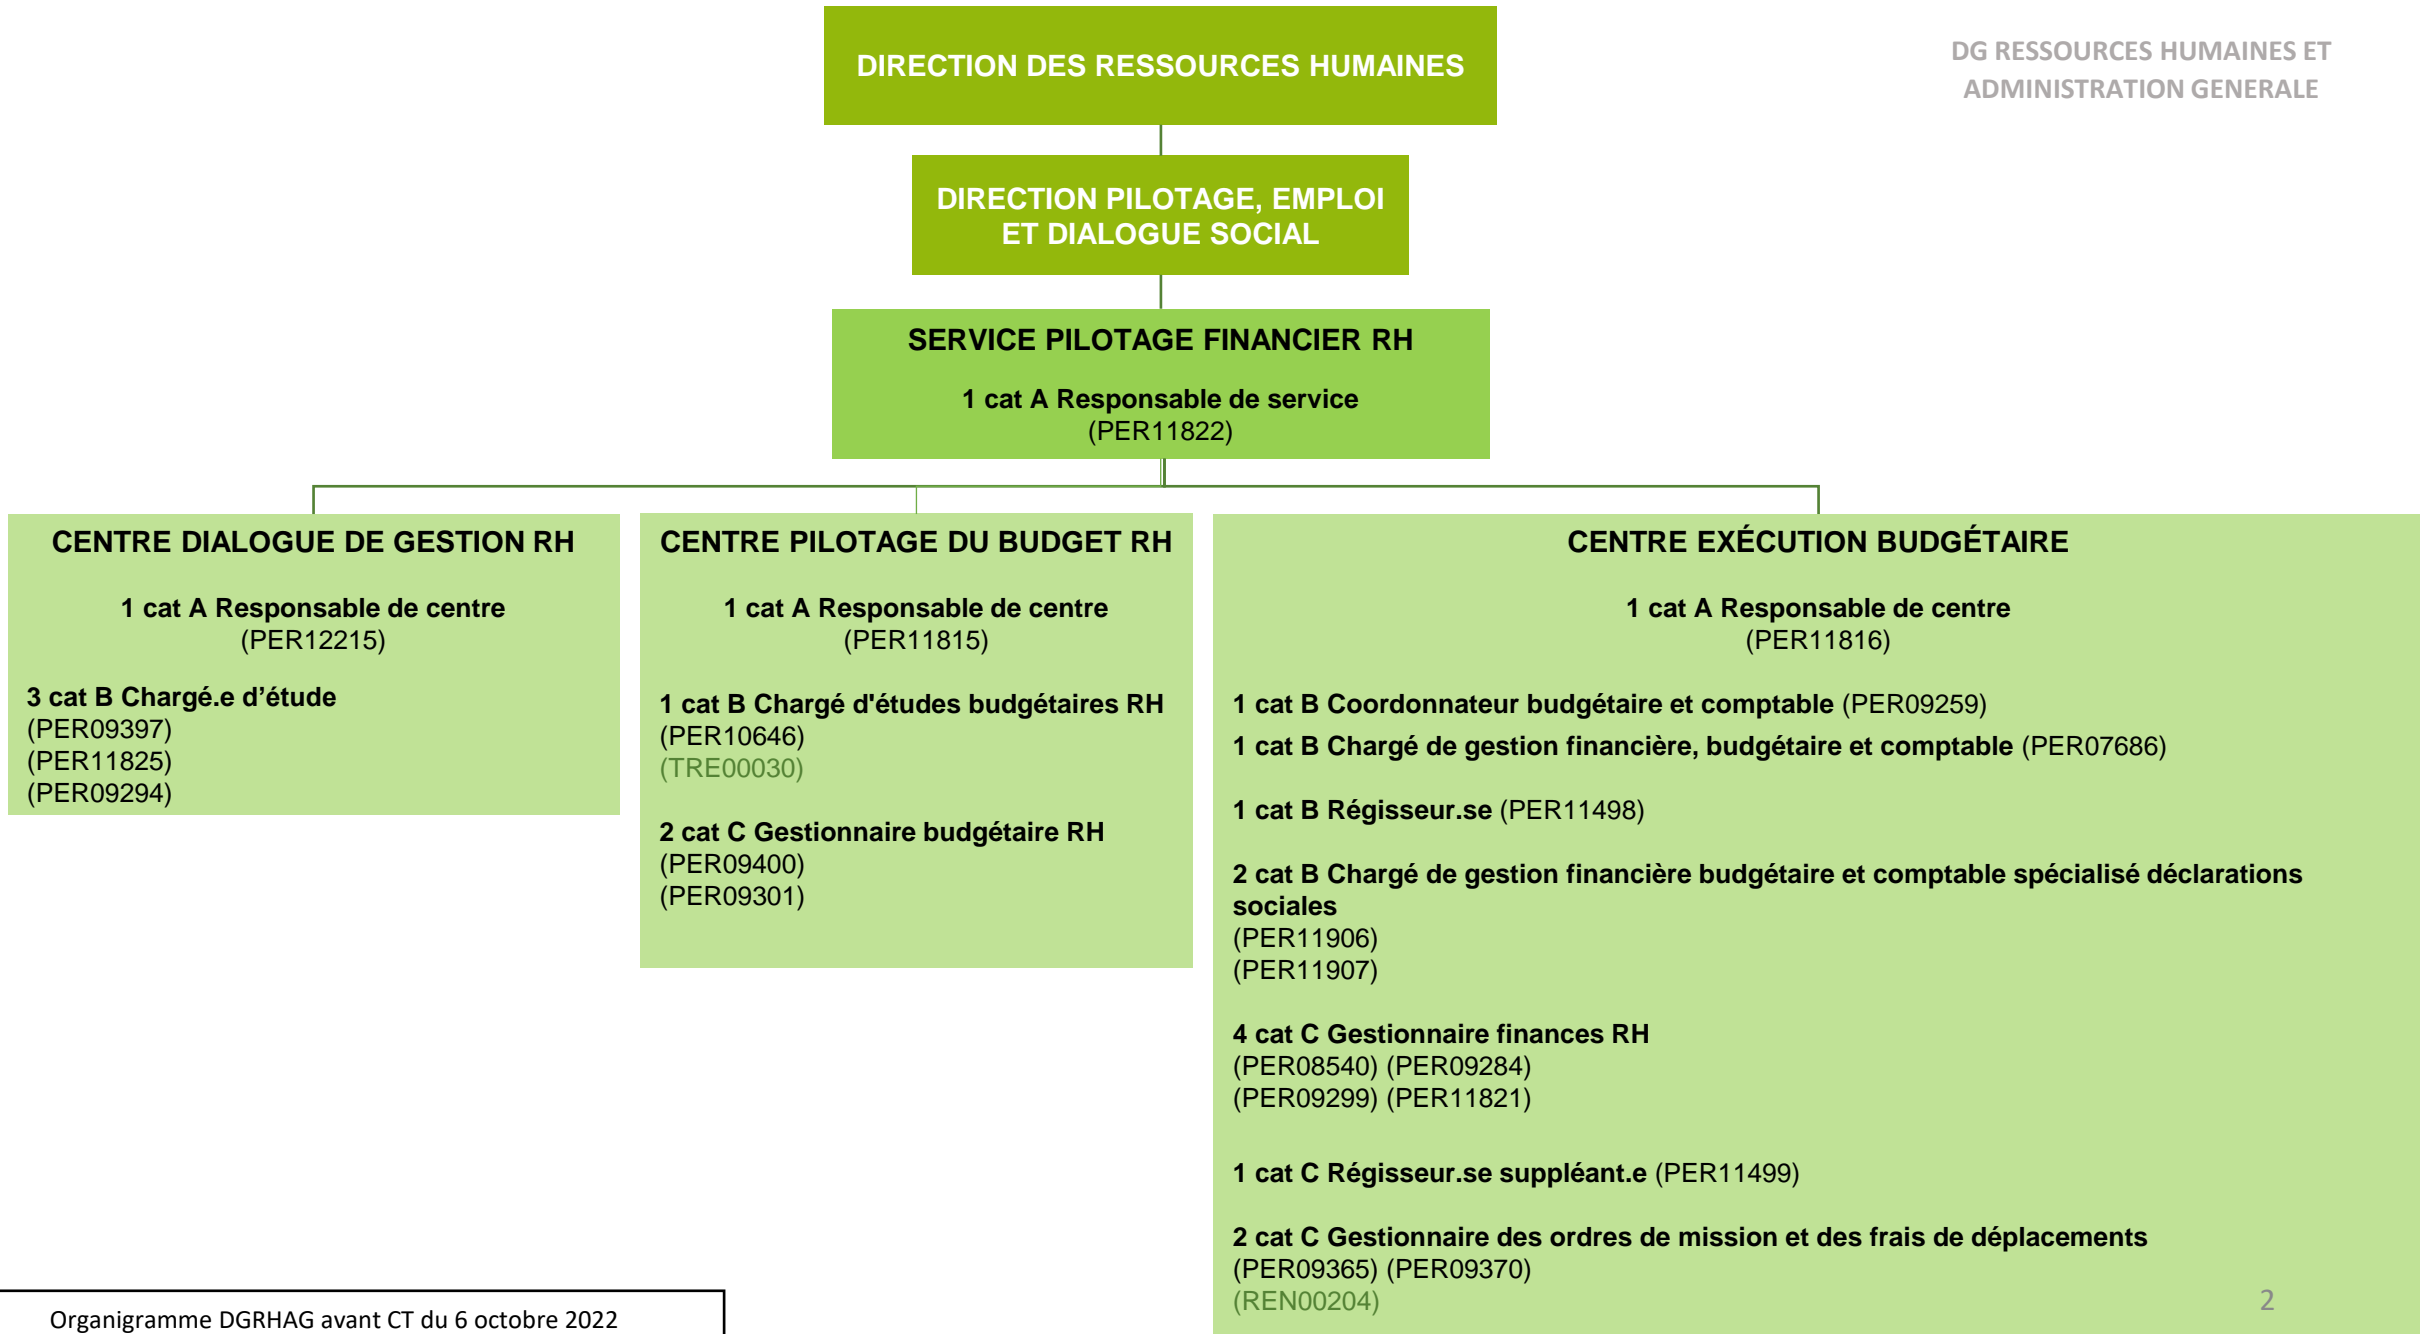 DIRECTION DES RESSOURCES HUMAINES
DG RESSOURCES HUMAINES ET
ADMINISTRATION GENERALE
DIRECTION PILOTAGE, EMPLOI
ET DIALOGUE SOCIAL
SERVICE PILOTAGE FINANCIER RH
1 cat A Responsable de service
(PER11822)
CENTRE DIALOGUE DE GESTION RH
1 cat A Responsable de centre
(PER12215)
3 cat B Chargé.e d’étude
(PER09397)
(PER11825)
(PER09294)
CENTRE PILOTAGE DU BUDGET RH
1 cat A Responsable de centre
(PER11815)
1 cat B Chargé d'études budgétaires RH
(PER10646)
(TRE00030)
2 cat C Gestionnaire budgétaire RH
(PER09400)
(PER09301)
CENTRE EXÉCUTION BUDGÉTAIRE
1 cat A Responsable de centre
(PER11816)
1 cat B Coordonnateur budgétaire et comptable (PER09259)
1 cat B Chargé de gestion financière, budgétaire et comptable (PER07686)
1 cat B Régisseur.se (PER11498)
2 cat B Chargé de gestion financière budgétaire et comptable spécialisé déclarations
sociales
(PER11906)
(PER11907)
4 cat C Gestionnaire finances RH
(PER08540) (PER09284)
(PER09299) (PER11821)
1 cat C Régisseur.se suppléant.e (PER11499)
2 cat C Gestionnaire des ordres de mission et des frais de déplacements
(PER09365) (PER09370)
(REN00204)
2
Organigramme DGRHAG avant CT du 6 octobre 2022